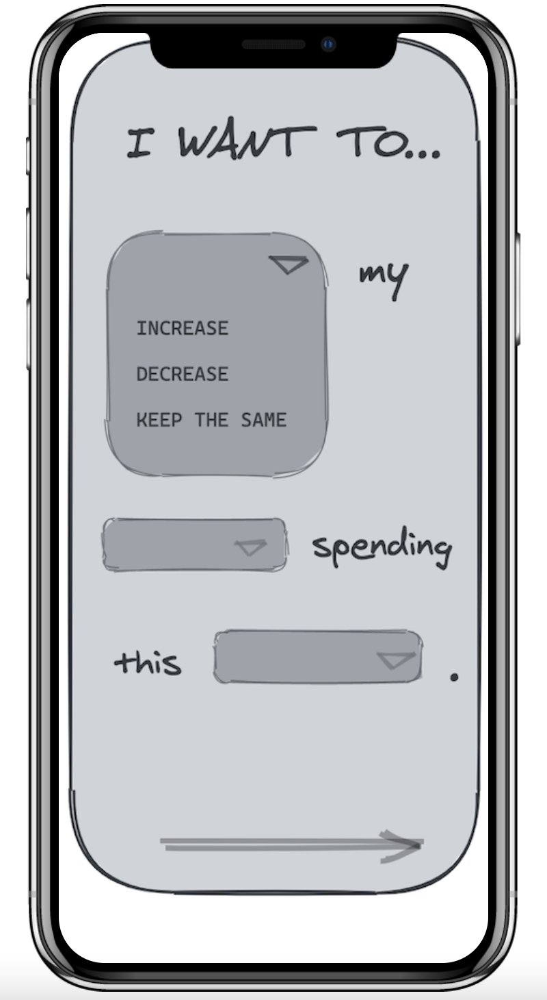 I WANT TO...
my
INCREASE
DECREASE
KEEP THE SAME
spending
this .